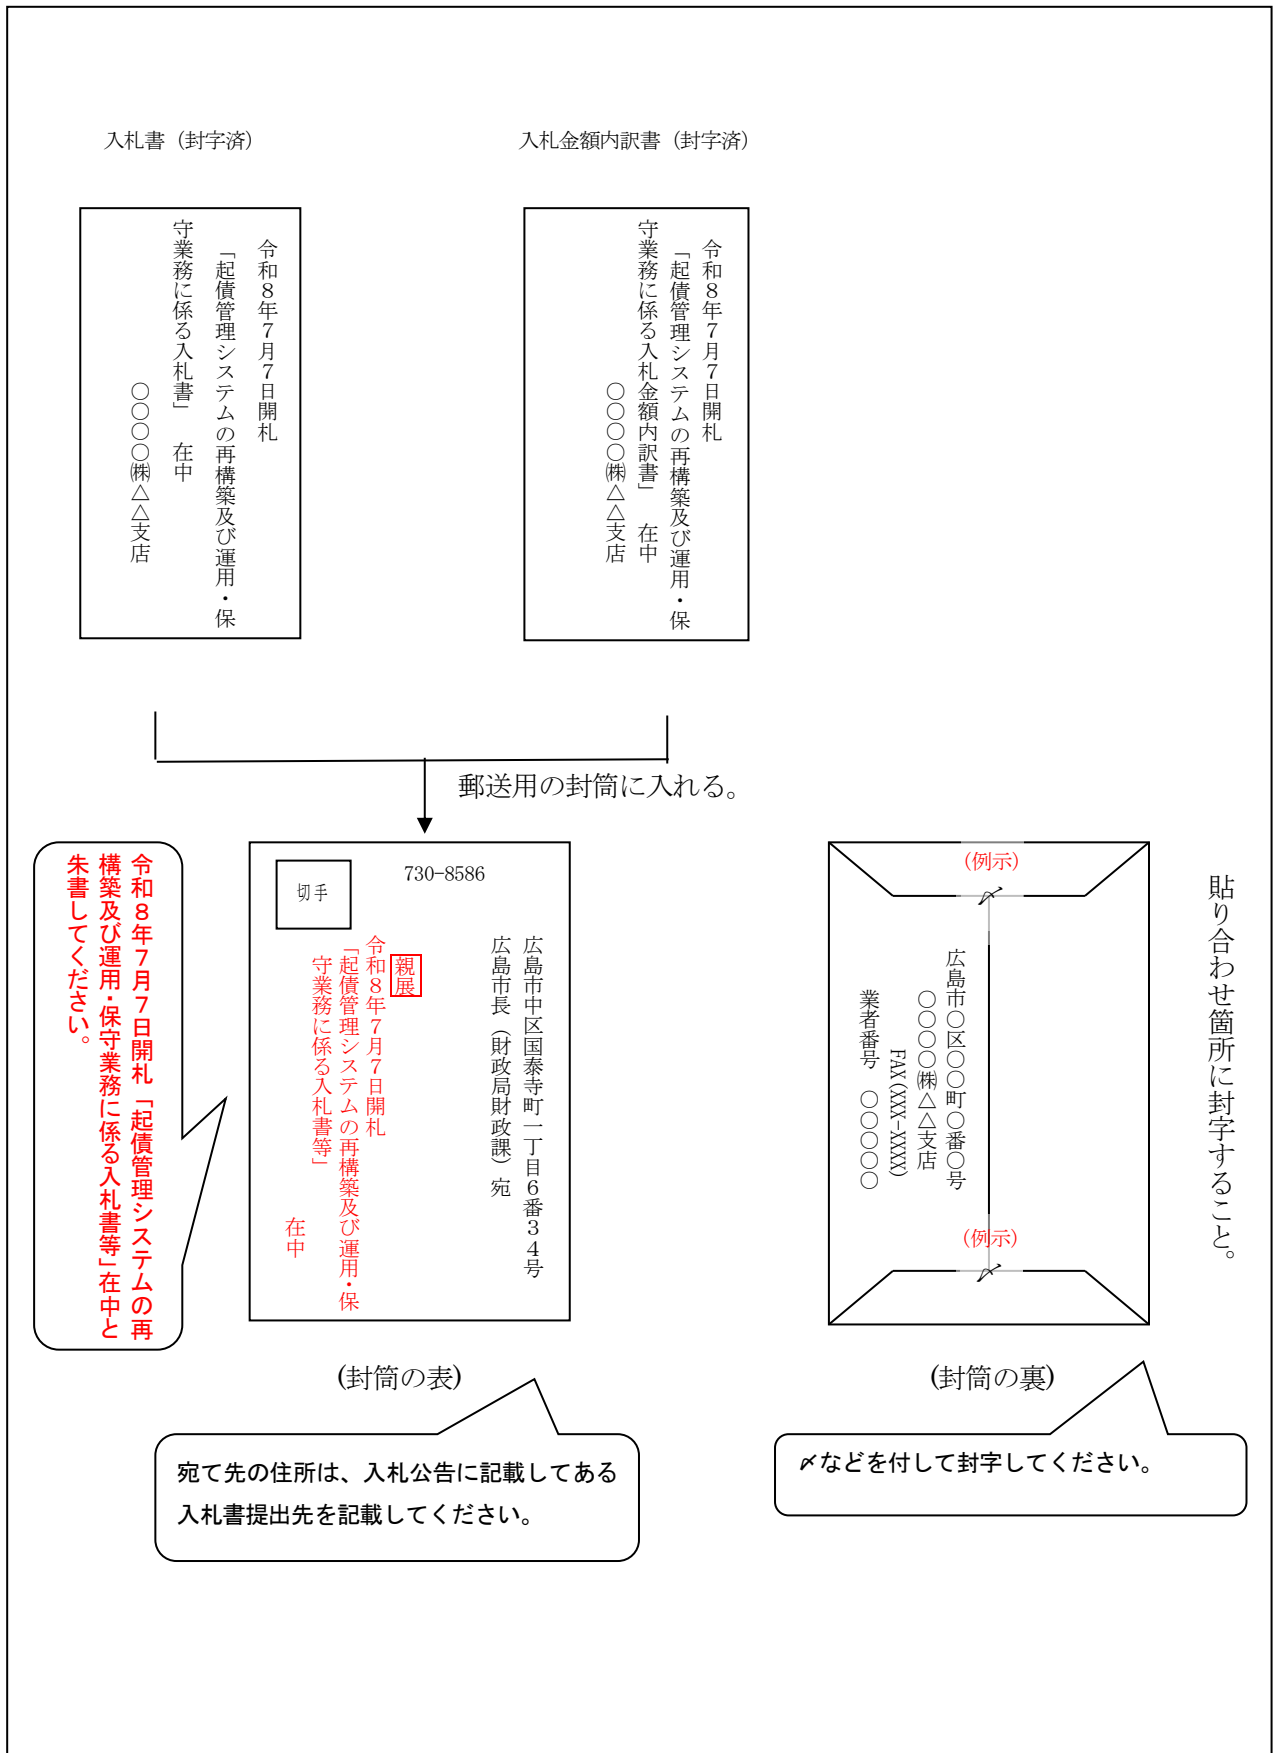 入札書（封字済）
令和８年７月７日開札
「起債管理システムの再構築及び運用・保
守業務に係る入札書」　在中
〇〇〇〇㈱△△支店
入札金額内訳書（封字済）
令和８年７月７日開札
「起債管理システムの再構築及び運用・保
守業務に係る入札金額内訳書」　在中
〇〇〇〇㈱△△支店
郵送用の封筒に入れる。
令和８年７月７日開札「起債管理システムの再
構築及び運用・保守業務に係る入札書等」在中と
朱書してください。
切手
730-8586
広島市中区国泰寺町一丁目６番３４号
広島市長（財政局財政課）宛
親展
令和８年７月７日開札
「起債管理システムの再構築及び運用・保
守業務に係る入札書等」
在中
(封筒の表)
宛て先の住所は、入札公告に記載してある
入札書提出先を記載してください。
貼り合わせ箇所に封字すること。
(例示)
〆
広島市〇区〇〇町〇番〇号
〇〇〇〇㈱△△支店
FAX(XXX-XXXX)
業者番号　〇〇〇〇〇
(例示)
〆
(封筒の裏)
〆などを付して封字してください。